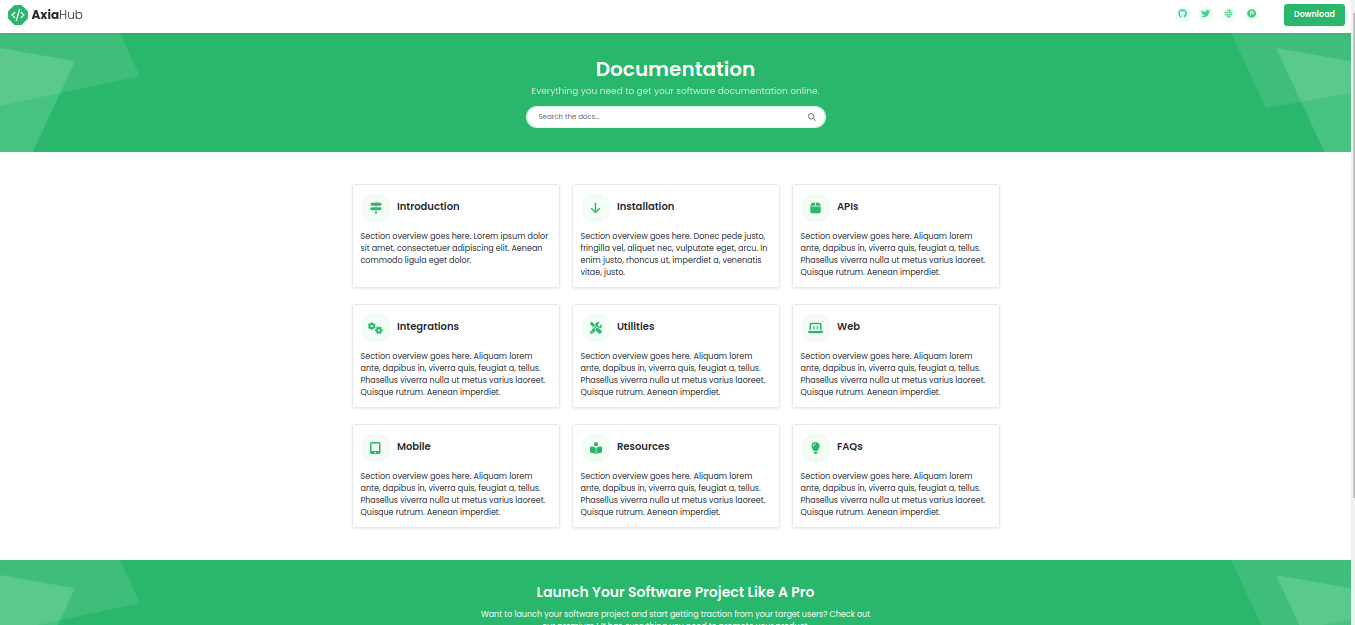 AxiaHub
Download
Documentation
Everything you need to get your software documentation online.
Search the docs...
Introduction
Section overview goes here. Lorem ipsum dolor
sit amet, consectetuer adipiscing elit. Aenean
commodo ligula eget dolor.
Installation
Section overview goes here. Donec pede justo,
fringilla vel, aliquet nec, vulputate eget, arcu. In
enim justo, rhoncus ut, imperdiet a, venenatis
vitae, justo.
APIs
Section overview goes here. Aliquam lorem
ante, dapibus in, viverra quis, feugiat a, tellus.
Phasellus viverra nulla ut metus varius laoreet.
Quisque rutrum. Aenean imperdiet.
Integrations
Section overview goes here. Aliquam lorem
ante, dapibus in, viverra quis, feugiat a, tellus.
Phasellus viverra nulla ut metus varius laoreet.
Quisque rutrum. Aenean imperdiet.
Utilities
Section overview goes here. Aliquam lorem
ante, dapibus in, viverra quis, feugiat a, tellus.
Phasellus viverra nulla ut metus varius laoreet.
Quisque rutrum. Aenean imperdiet.
Web
Section overview goes here. Aliquam lorem
ante, dapibus in, viverra quis, feugiat a, tellus.
Phasellus viverra nulla ut metus varius laoreet.
Quisque rutrum. Aenean imperdiet.
Mobile
Section overview goes here. Aliquam lorem
ante, dapibus in, viverra quis, feugiat a, tellus.
Phasellus viverra nulla ut metus varius laoreet.
Quisque rutrum. Aenean imperdiet.
Resources
Section overview goes here. Aliquam lorem
ante, dapibus in, viverra quis, feugiat a, tellus.
Phasellus viverra nulla ut metus varius laoreet.
Quisque rutrum. Aenean imperdiet.
FAQs
Section overview goes here. Aliquam lorem
ante, dapibus in, viverra quis, feugiat a, tellus.
Phasellus viverra nulla ut metus varius laoreet.
Quisque rutrum. Aenean imperdiet.
Launch Your Software Project Like A Pro
Want to launch your software project and start getting traction from your target users? Check out